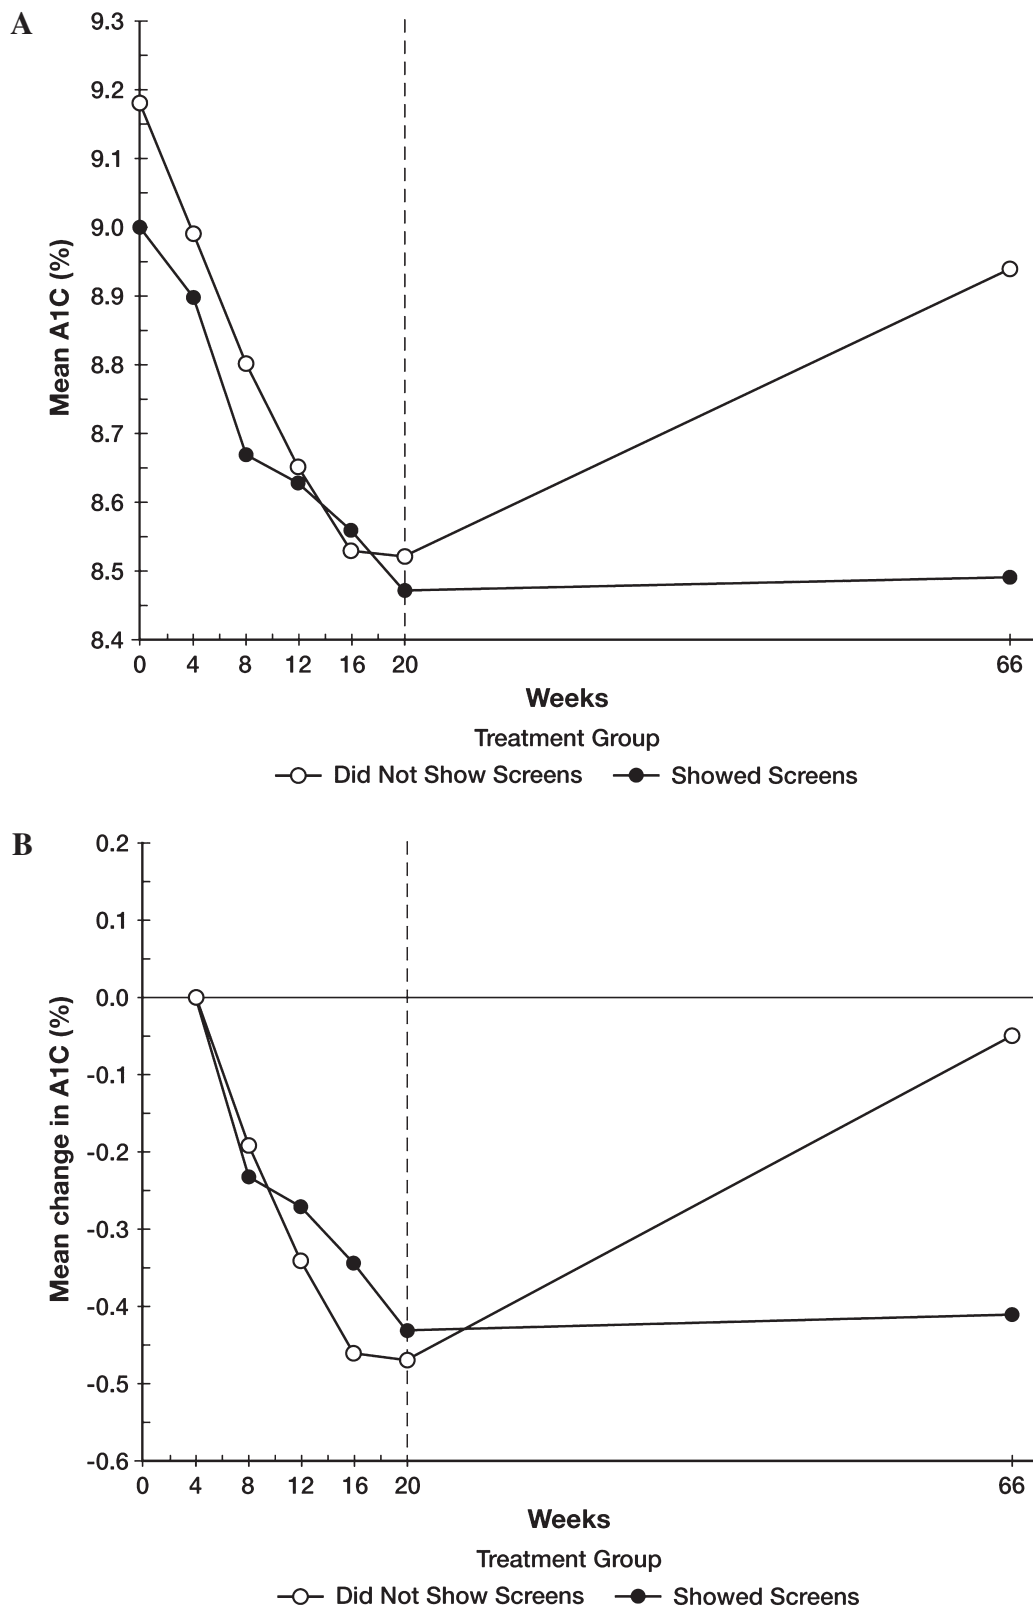 A
9.3
9.2
9.1
9.0
8.9
8.8
8.7
8.6
8.5
8.4
Mean A1C (%)
0 4 8 12 16 20 66
Weeks
Treatment Group
Did Not Show Screens Showed Screens
B
0.2
0.1
0.0
-0.1
-0.2
-0.3
-0.4
-0.5
-0.6
Mean change in A1C (%)
0 4 8 12 16 20 66
Weeks
Treatment Group
Did Not Show Screens Showed Screens